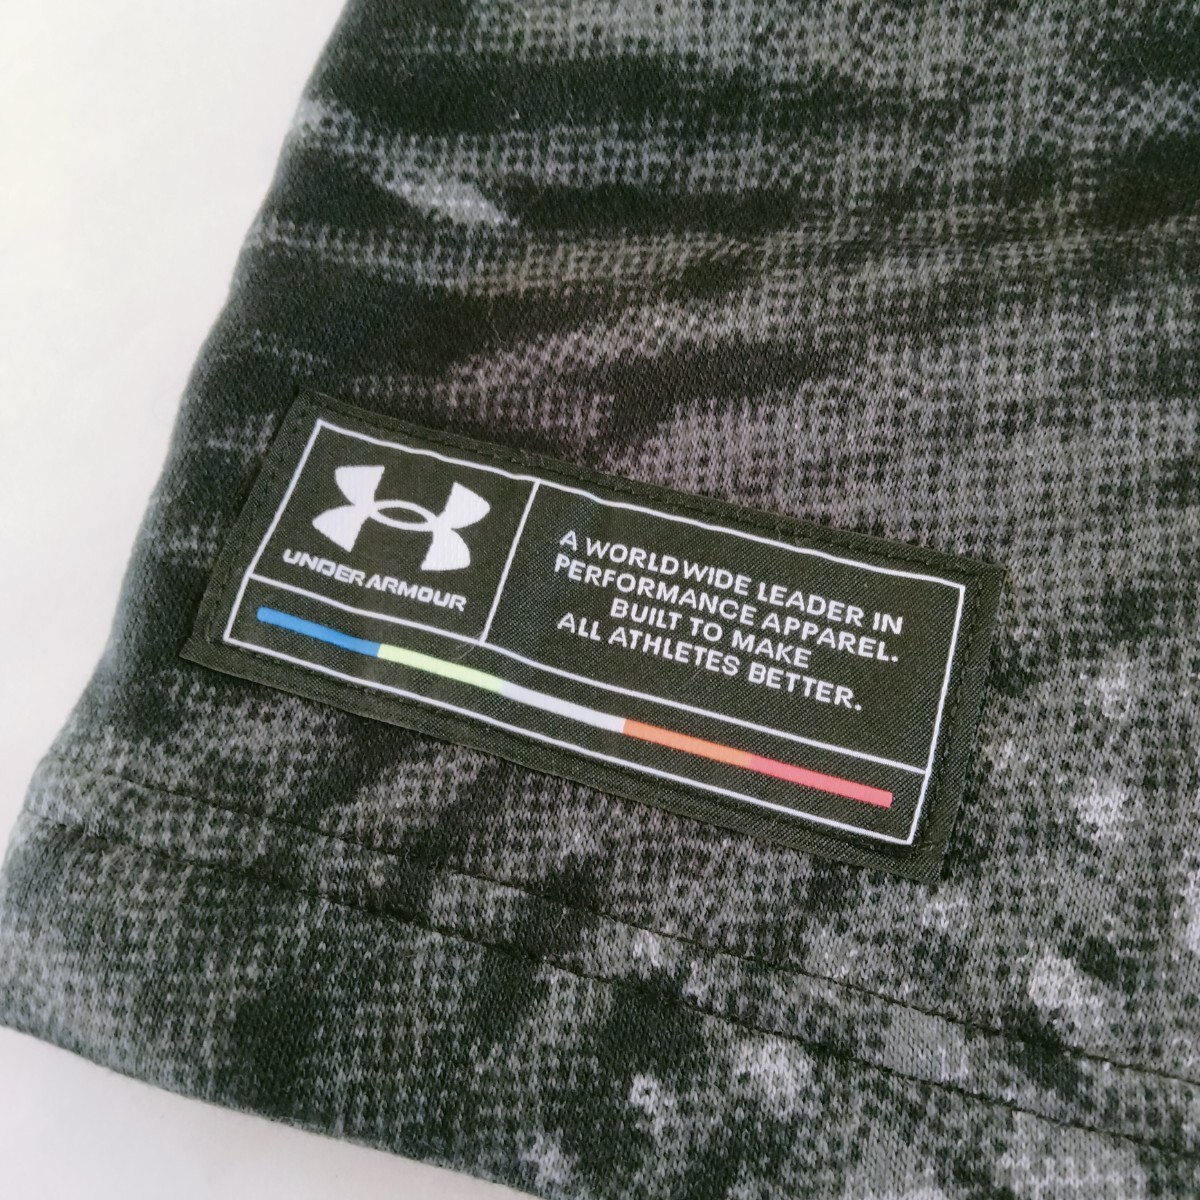 UNDER ARMOUR
A WORLDWIDE LEADER IN
PERFORMANCE APPAREL.
BUILT TO MAKE
ALL ATHLETES BETTER.